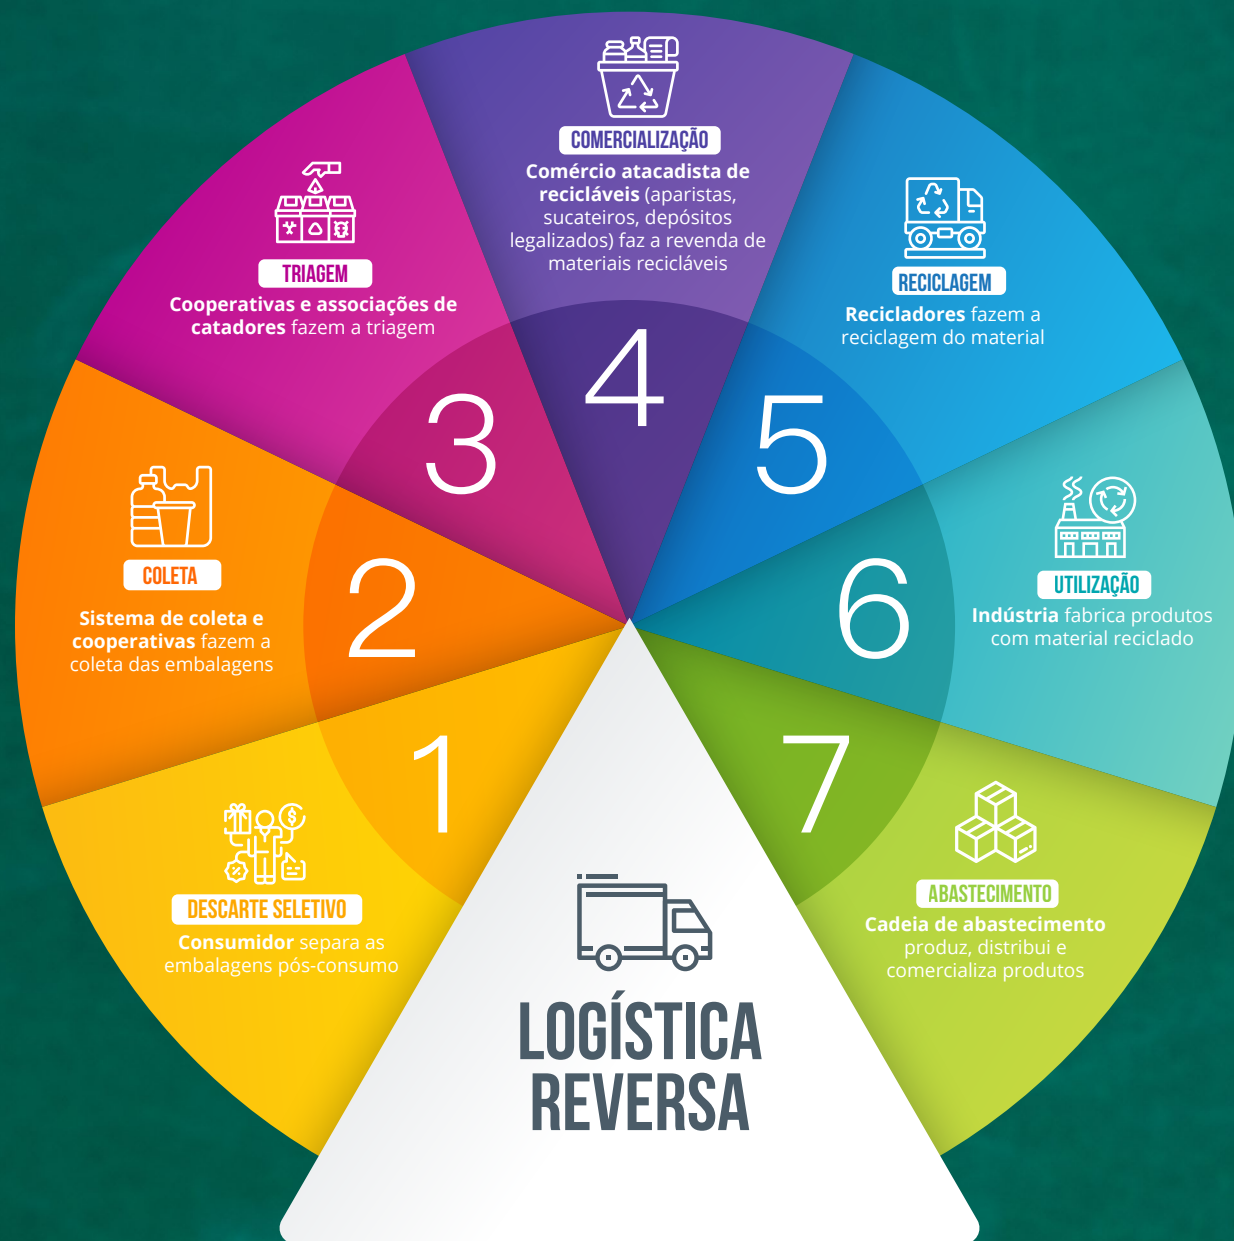 1
DESCARTE SELETIVO
Consumidor separa as
embalagens pós-consumo
2
COLETA
Sistema de coleta e
cooperativas fazem a
coleta das embalagens
3
TRIAGEM
Cooperativas e associações de
catadores fazem a triagem
4
COMERCIALIZAÇÃO
Comércio atacadista de
recicláveis (aparistas,
sucateiros, depósitos
legalizados) faz a revenda de
materiais recicláveis
5
RECICLAGEM
Recicladores fazem a
reciclagem do material
6
UTILIZAÇÃO
Indústria fabrica produtos
com material reciclado
7
ABASTECIMENTO
Cadeia de abastecimento
produz, distribui e
comercializa produtos
LOGÍSTICA
REVERSA